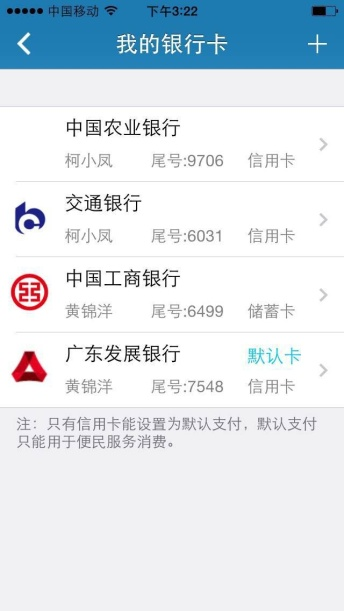 中国移动 下午3:22
我的银行卡
中国农业银行
柯小凤 尾号:9706 信用卡
交通银行
柯小凤 尾号:6031 信用卡
中国工商银行
黄锦洋 尾号:6499 储蓄卡
广东发展银行 默认卡
黄锦洋 尾号:7548 信用卡
注：只有信用卡能设置为默认支付，默认支付
只能用于便民服务消费。